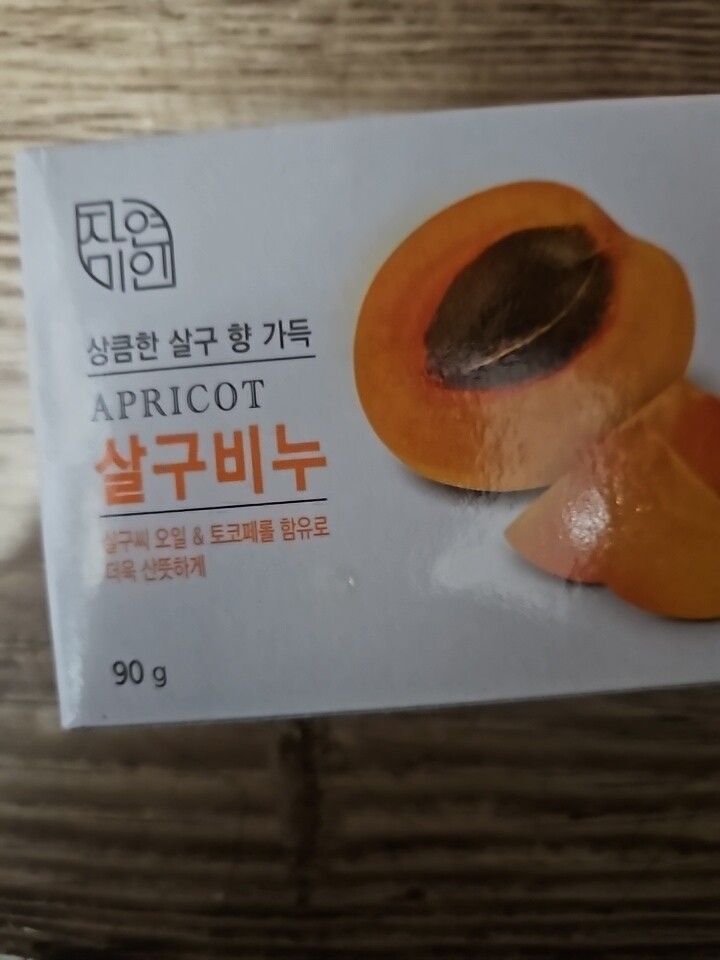 자연
미인
상큼한 살구 향 가득
APRICOT
살구비누
살구씨 오일 & 토코페롤 함유로
더욱 산뜻하게
90 g